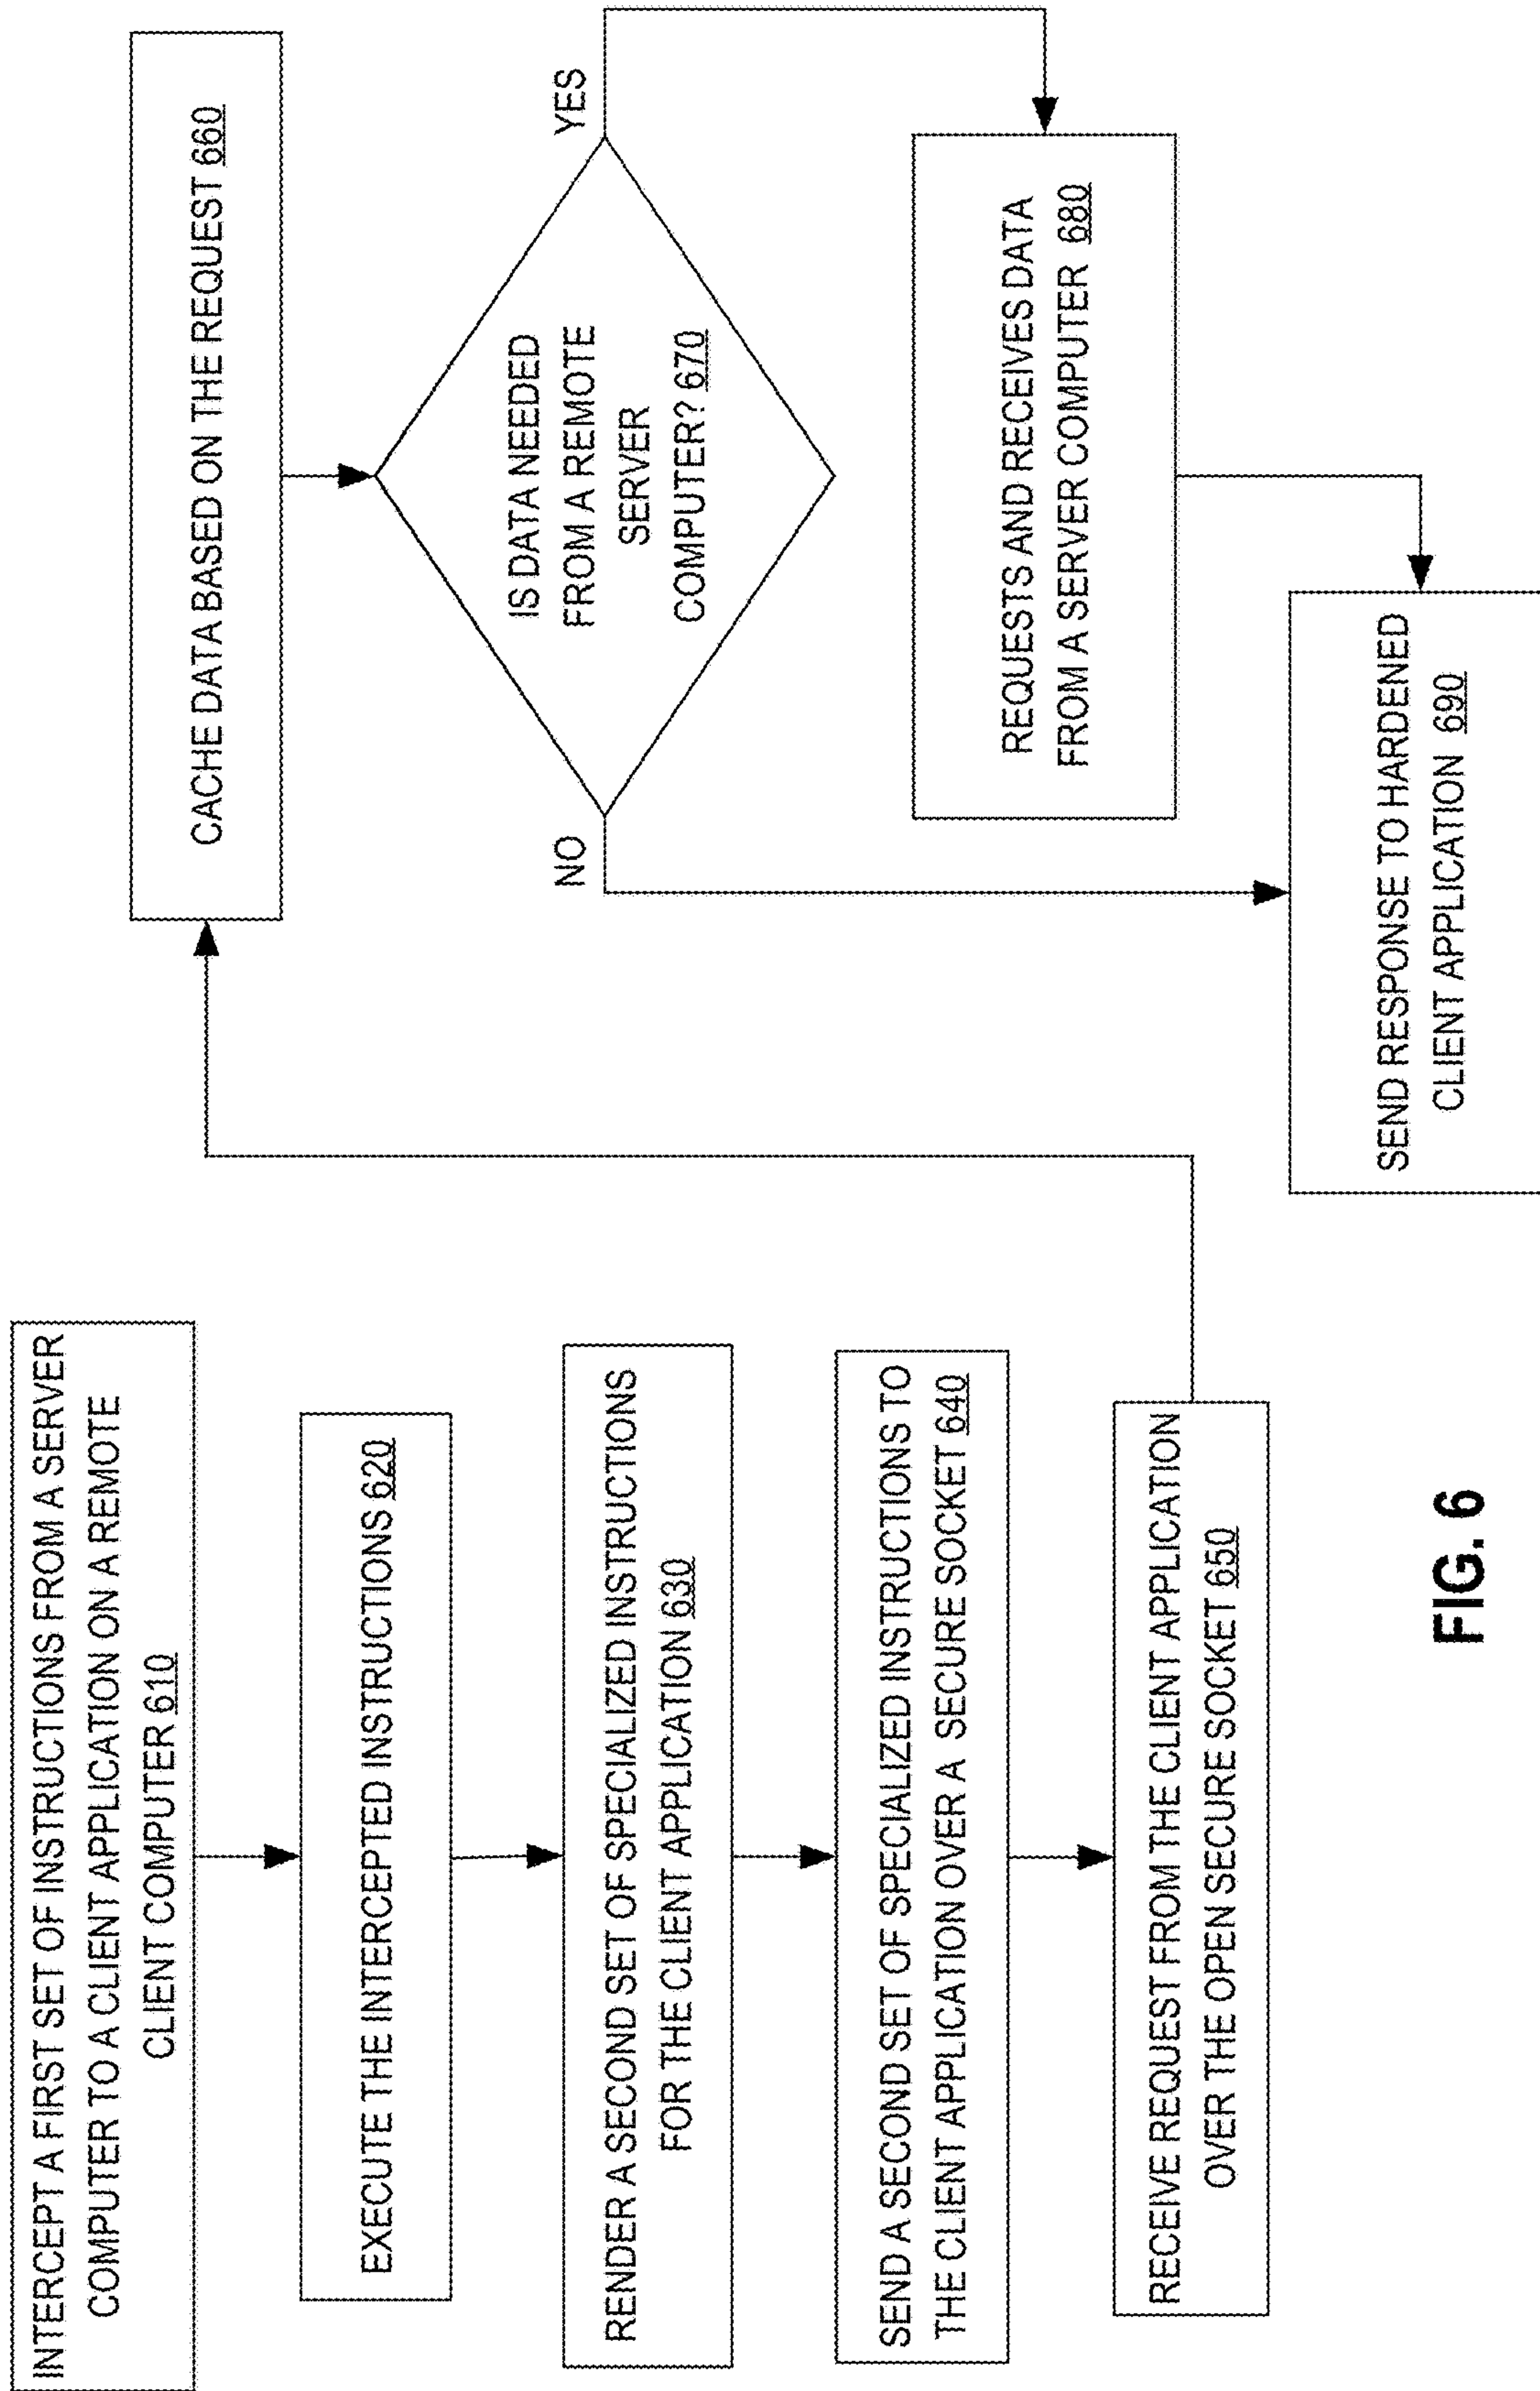 INTERCEPT A FIRST SET OF INSTRUCTIONS FROM A SERVER
COMPUTER TO A CLIENT APPLICATION ON A REMOTE
CLIENT COMPUTER 610
EXECUTE THE INTERCEPTED INSTRUCTIONS 620
RENDER A SECOND SET OF SPECIALIZED INSTRUCTIONS
FOR THE CLIENT APPLICATION 630
SEND A SECOND SET OF SPECIALIZED INSTRUCTIONS TO
THE CLIENT APPLICATION OVER A SECURE SOCKET 640
RECEIVE REQUEST FROM THE CLIENT APPLICATION
OVER THE OPEN SECURE SOCKET 650
CACHE DATA BASED ON THE REQUEST 660
IS DATA NEEDED
FROM A REMOTE
SERVER
COMPUTER? 670
NO
YES
REQUESTS AND RECEIVES DATA
FROM A SERVER COMPUTER 680
SEND RESPONSE TO HARDENED
CLIENT APPLICATION 690
FIG. 6